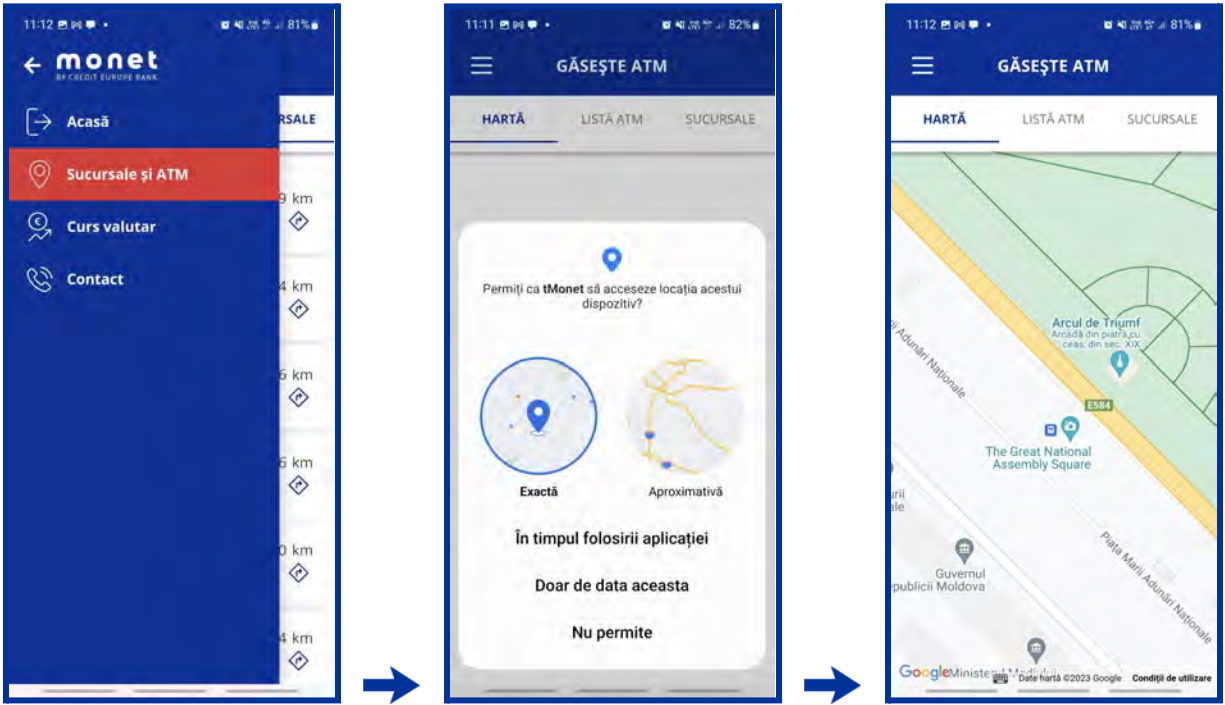 11:12
81%
monet
BY CREDIT EUROPE BANK
Acasă
RSALE
Sucursale și ATM
9 km
Curs valutar
Contact
4 km
6 km
5 km
0 km
4 km
11:11
82%
GĂSEȘTE ATM
HARTĂ LISTĂ ATM SUCURSALE
Permiți ca tMonet să acceseze locația acestui
dispozitiv?
Exactă Aproximativă
În timpul folosirii aplicației
Doar de data aceasta
Nu permite
11:12
81%
GĂSEȘTE ATM
HARTĂ LISTĂ ATM SUCURSALE
Arcul de Triumf
Arcadă din piatră,cu
ceas, din sec. XIX
Adunări Naționale
E584
The Great National
Assembly Square
Piața Marii Adunări Naționale
Guvernul
epublicii Moldova
Google
Date hartă ©2023 Google Condiții de utilizare